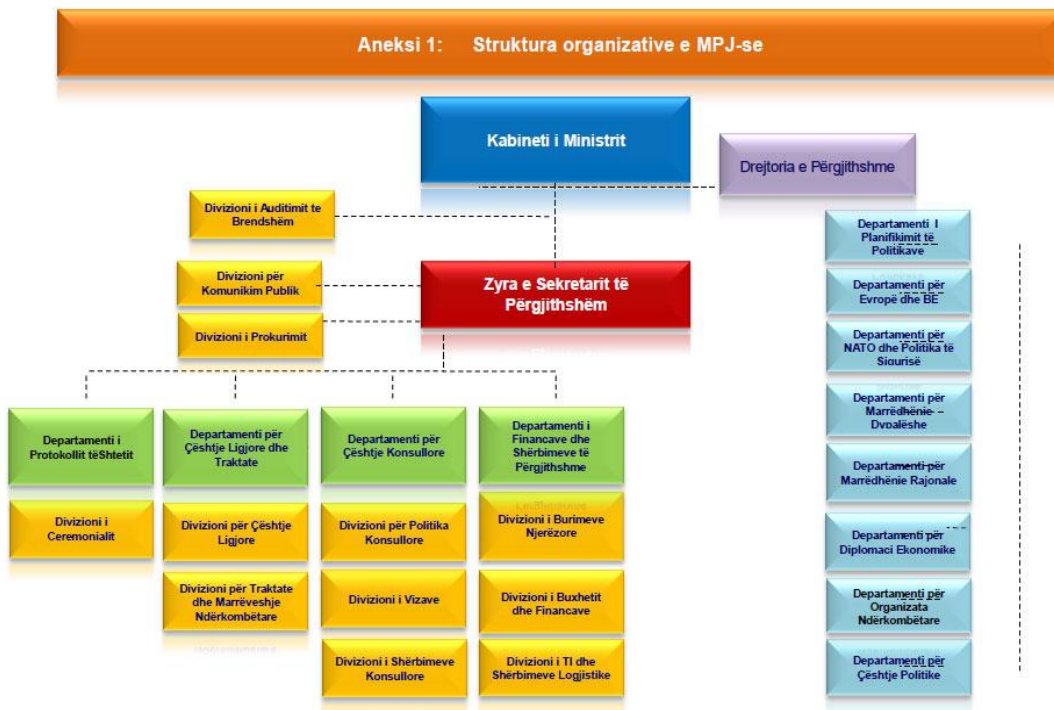 Aneksi 1: Struktura organizative e MPJ-se
Kabineti i Ministrit
Drejtoria e Përgjithshme
Divizioni i Auditimit te
Brendshëm
Divizioni për
Komunikim Publik
Divizioni i Prokurimit
Zyra e Sekretarit të
Përgjithshëm
Departamenti i
Protokollit tëShtetit
Divizioni i
Ceremonialit
Departamenti për
Çështje Ligjore dhe
Traktate
Divizioni për Çështje
Ligjore
Divizioni për Traktate
dhe Marrëveshje
Ndërkombëtare
Departamenti për
Çështje Konsullore
Divizioni për Politika
Konsullore
Divizioni i Vizave
Divizioni i Shërbimeve
Konsullore
Departamenti i
Financave dhe
Shërbimeve të
Përgjithshme
Divizioni i Burimeve
Njerëzore
Divizioni i Buxhetit
dhe Financave
Divizioni i TI dhe
Shërbimeve Logjistike
Departamenti I
Planifikimit të
Politikave
Departamenti për
Evropë dhe BE
Departamenti për
NATO dhe Politika të
Sigurisë
Departamenti për
Marrëdhënie
Dypalëshe
Departamenti për
Marrëdhënie Rajonale
Departamenti për
Diplomaci Ekonomike
Departamenti për
Organizata
Ndërkombëtare
Departamenti për
Çështje Politike